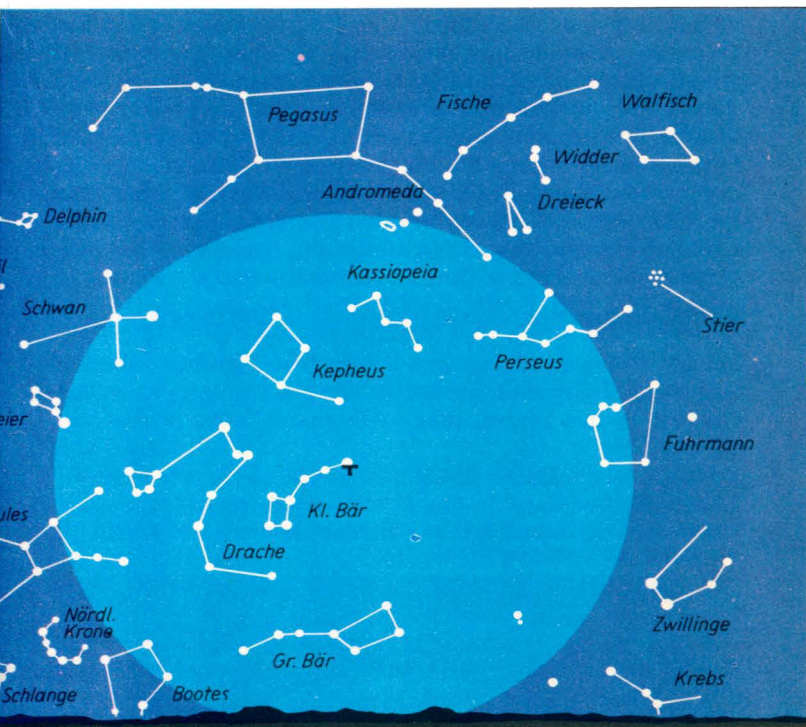 Pegasus
Fische
Walfisch
Widder
Andromeda
Dreieck
Delphin
Kassiopeia
Schwan
Stier
Perseus
Kepheus
Fuhrmann
Kl. Bär
Drache
Nördl.
Krone
Zwillinge
Gr. Bär
Krebs
Schlange
Bootes